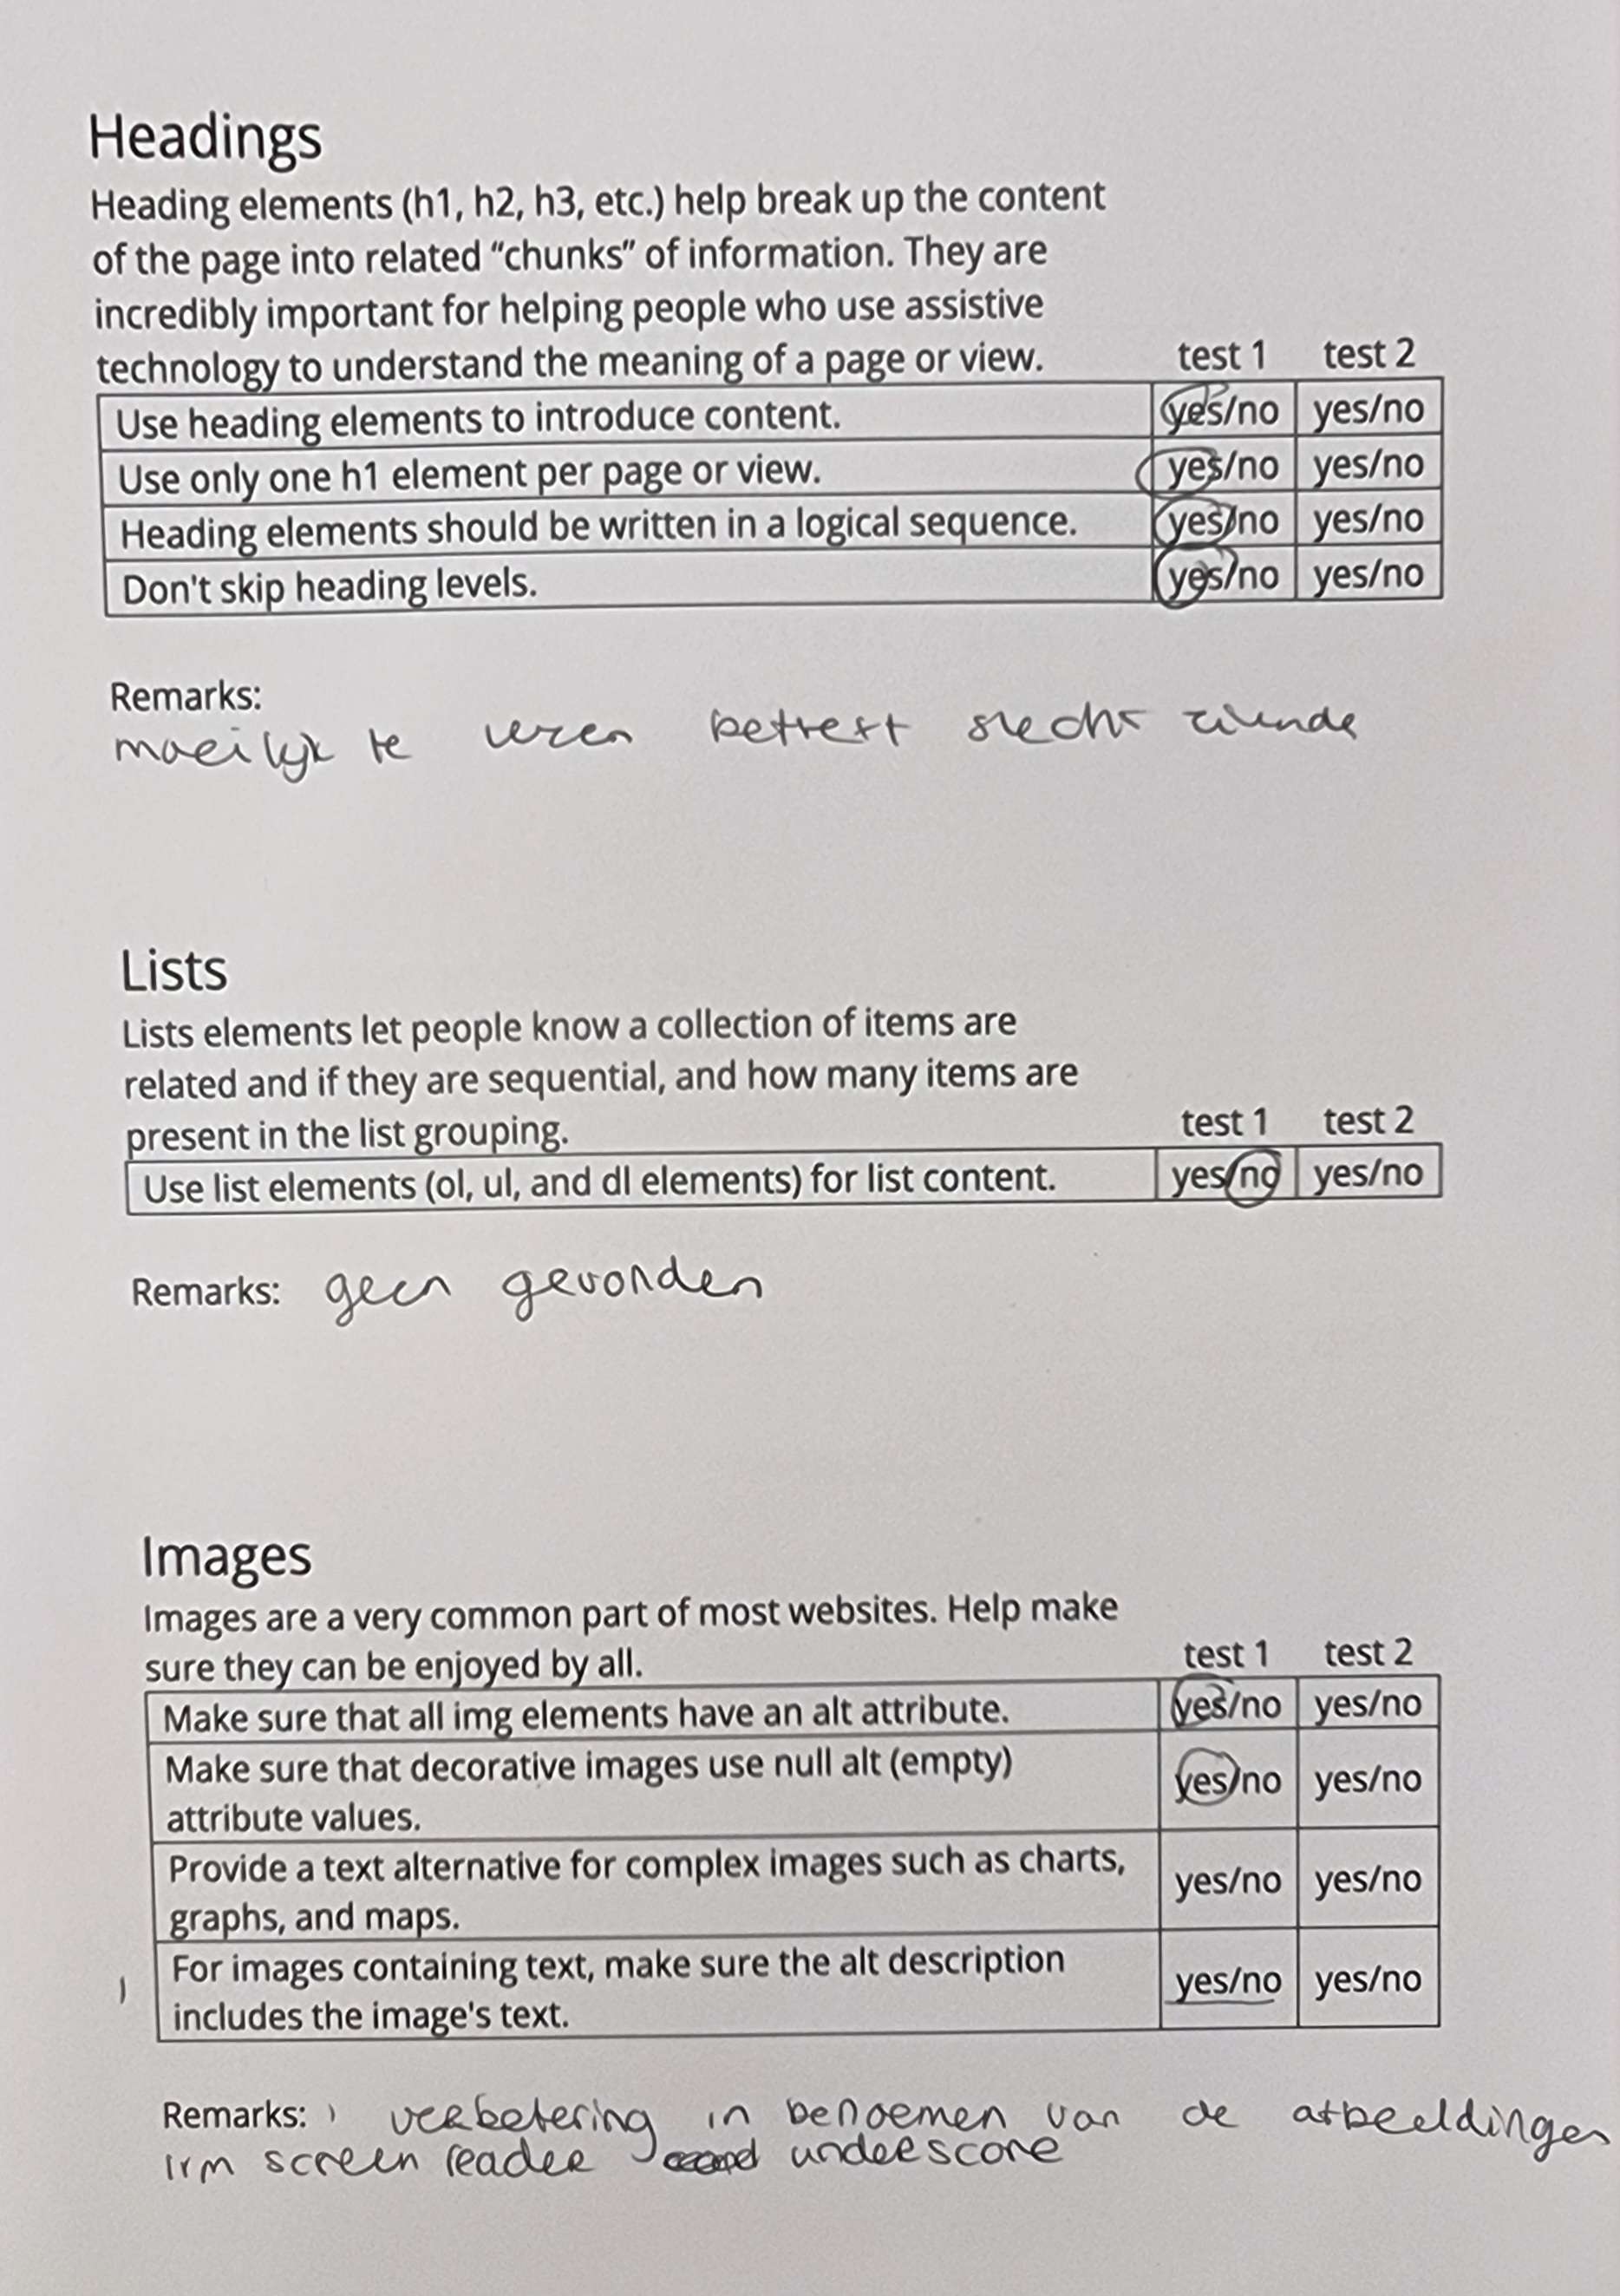 Headings
Heading elements (h1, h2, h3, etc.) help break up the content
of the page into related “chunks” of information. They are
incredibly important for helping people who use assistive
technology to understand the meaning of a page or view. test 1 test 2
Use heading elements to introduce content. yes/no yes/no
Use only one h1 element per page or view. yes/no yes/no
Heading elements should be written in a logical sequence. yes/no yes/no
Don't skip heading levels. yes/no yes/no
Remarks:
moeilijk te lezen betreft slecht ziende
Lists
Lists elements let people know a collection of items are
related and if they are sequential, and how many items are
present in the list grouping. test 1 test 2
Use list elements (ol, ul, and dl elements) for list content. yes/no yes/no
Remarks: geen gevonden
Images
Images are a very common part of most websites. Help make
sure they can be enjoyed by all. test 1 test 2
Make sure that all img elements have an alt attribute. yes/no yes/no
Make sure that decorative images use null alt (empty)
attribute values. yes/no yes/no
Provide a text alternative for complex images such as charts,
graphs, and maps. yes/no yes/no
For images containing text, make sure the alt description
includes the image's text. yes/no yes/no
Remarks: verbetering in benoemen van de afbeeldingen
ivm screen reader underscore